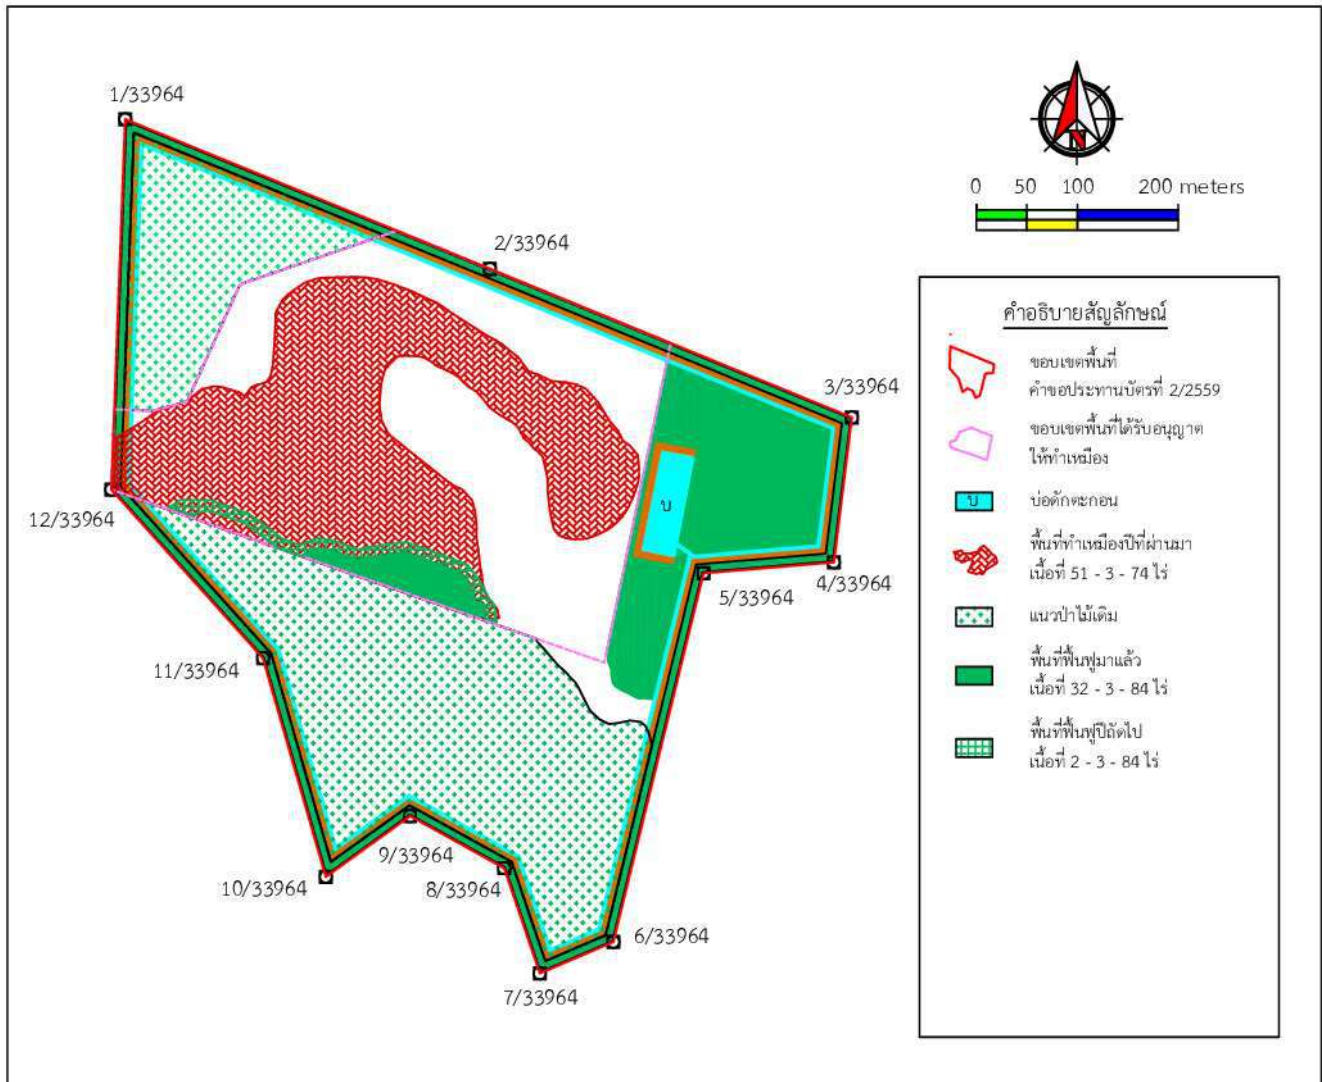 1/33964
2/33964
3/33964
4/33964
5/33964
6/33964
7/33964
8/33964
9/33964
10/33964
11/33964
12/33964
บ
N
0 50 100 200 meters
คำอธิบายสัญลักษณ์
ขอบเขตพื้นที่
คำขอประทานบัตรที่ 2/2559
ขอบเขตพื้นที่ได้รับอนุญาต
ให้ทำเหมือง
บ
บ่อดักตะกอน
พื้นที่ทำเหมืองปีที่ผ่านมา
เนื้อที่ 51 - 3 - 74 ไร่
แนวป่าไม้เดิม
พื้นที่ฟื้นฟูมาแล้ว
เนื้อที่ 32 - 3 - 84 ไร่
พื้นที่ฟื้นฟูปีถัดไป
เนื้อที่ 2 - 3 - 84 ไร่